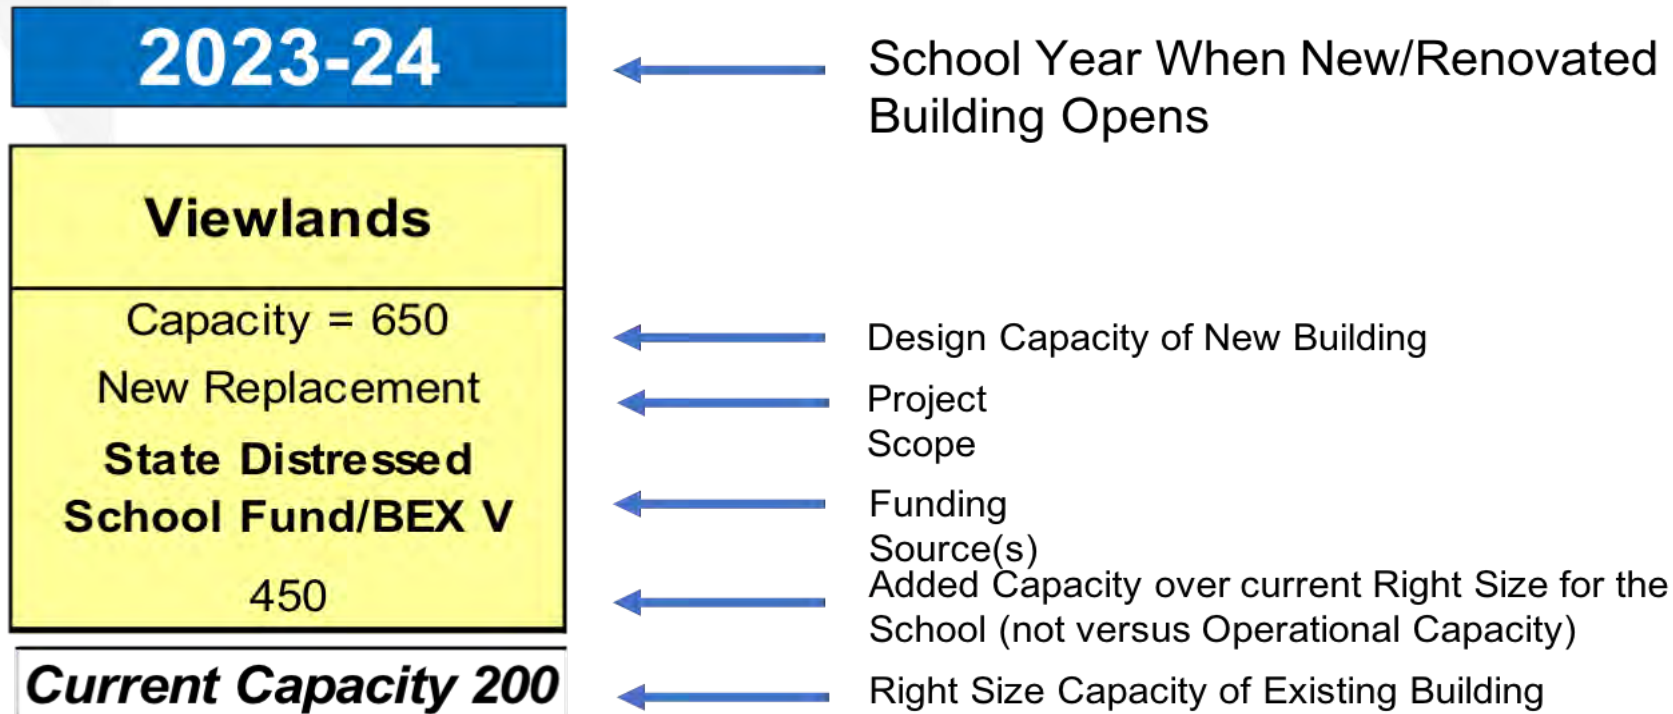 2023-24
School Year When New/Renovated
Building Opens
Viewlands
Capacity = 650
Design Capacity of New Building
New Replacement
Project
Scope
State Distressed
School Fund/BEX V
Funding
Source(s)
450
Added Capacity over current Right Size for the
School (not versus Operational Capacity)
Current Capacity 200
Right Size Capacity of Existing Building